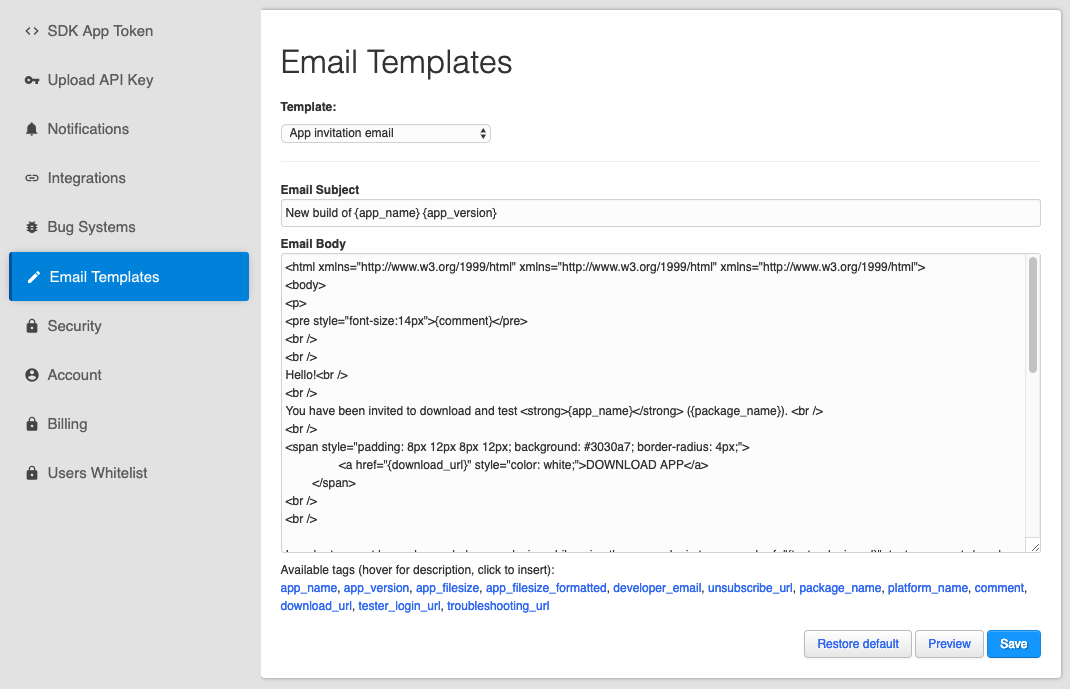 SDK App Token
Upload API Key
Notifications
Integrations
Bug Systems
Email Templates
Security
Account
Billing
Users Whitelist
Email Templates
Template:
App invitation email
Email Subject
New build of {app_name} {app_version}
Email Body
<html xmlns="http://www.w3.org/1999/html" xmlns="http://www.w3.org/1999/html" xmlns="http://www.w3.org/1999/html">
<body>
<p>
<pre style="font-size:14px">{comment}</pre>
<br />
<br />
Hello!<br />
<br />
You have been invited to download and test <strong>{app_name}</strong> ({package_name}). <br />
<br />
<span style="padding: 8px 12px 8px 12px; background: #3030a7; border-radius: 4px;">
<a href="{download_url}" style="color: white;">DOWNLOAD APP</a>
</span>
<br />
<br />
Available tags (hover for description, click to insert):
app_name, app_version, app_filesize, app_filesize_formatted, developer_email, unsubscribe_url, package_name, platform_name, comment,
download_url, tester_login_url, troubleshooting_url
Restore default
Preview
Save